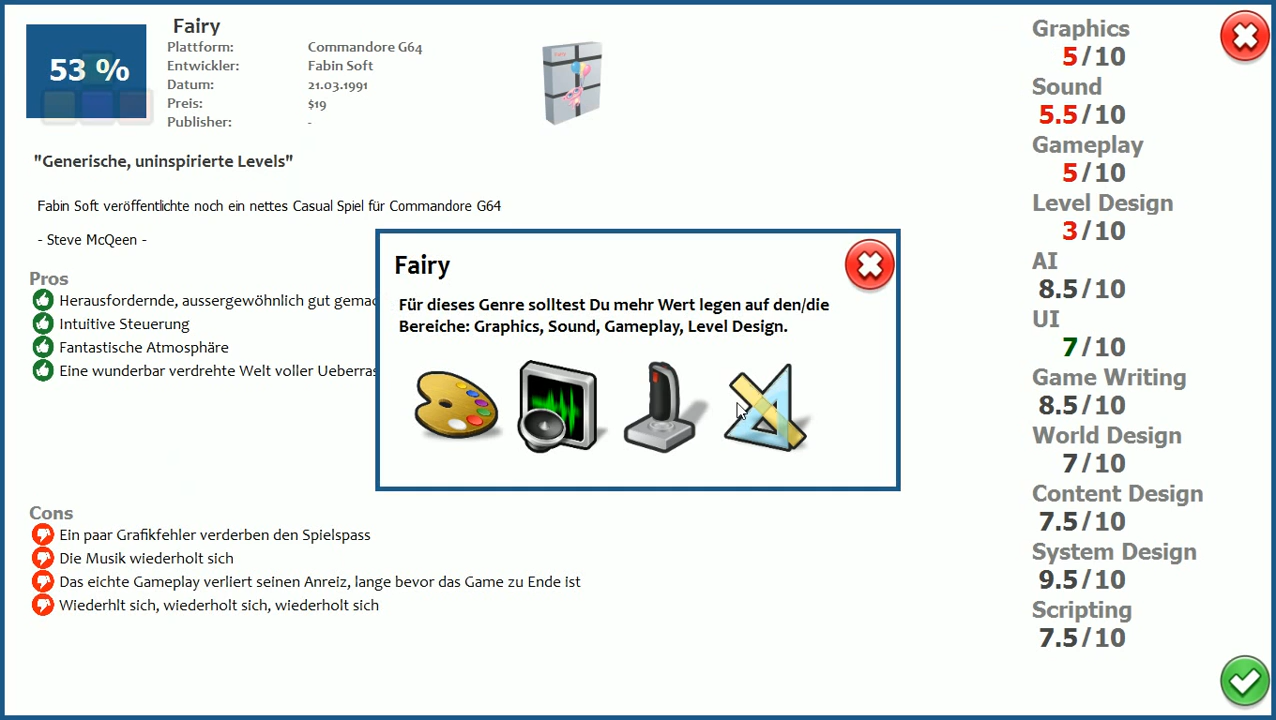 53 %
Fairy
Plattform: Commandore G64
Entwickler: Fabin Soft
Datum: 21.03.1991
Preis: $19
Publisher: -
"Generische, uninspirierte Levels"
Fabin Soft veröffentlichte noch ein nettes Casual Spiel für Commandore G64
- Steve McQeen -
Pros
Herausfordernde, aussergewöhnlich gut gemac
Intuitive Steuerung
Fantastische Atmosphäre
Eine wunderbar verdrehte Welt voller Ueberras
Cons
Ein paar Grafikfehler verderben den Spielspass
Die Musik wiederholt sich
Das eichte Gameplay verliert seinen Anreiz, lange bevor das Game zu Ende ist
Wiederhlt sich, wiederholt sich, wiederholt sich
Fairy
Für dieses Genre solltest Du mehr Wert legen auf den/die
Bereiche: Graphics, Sound, Gameplay, Level Design.
Graphics
5/10
Sound
5.5/10
Gameplay
5/10
Level Design
3/10
AI
8.5/10
UI
7/10
Game Writing
8.5/10
World Design
7/10
Content Design
7.5/10
System Design
9.5/10
Scripting
7.5/10